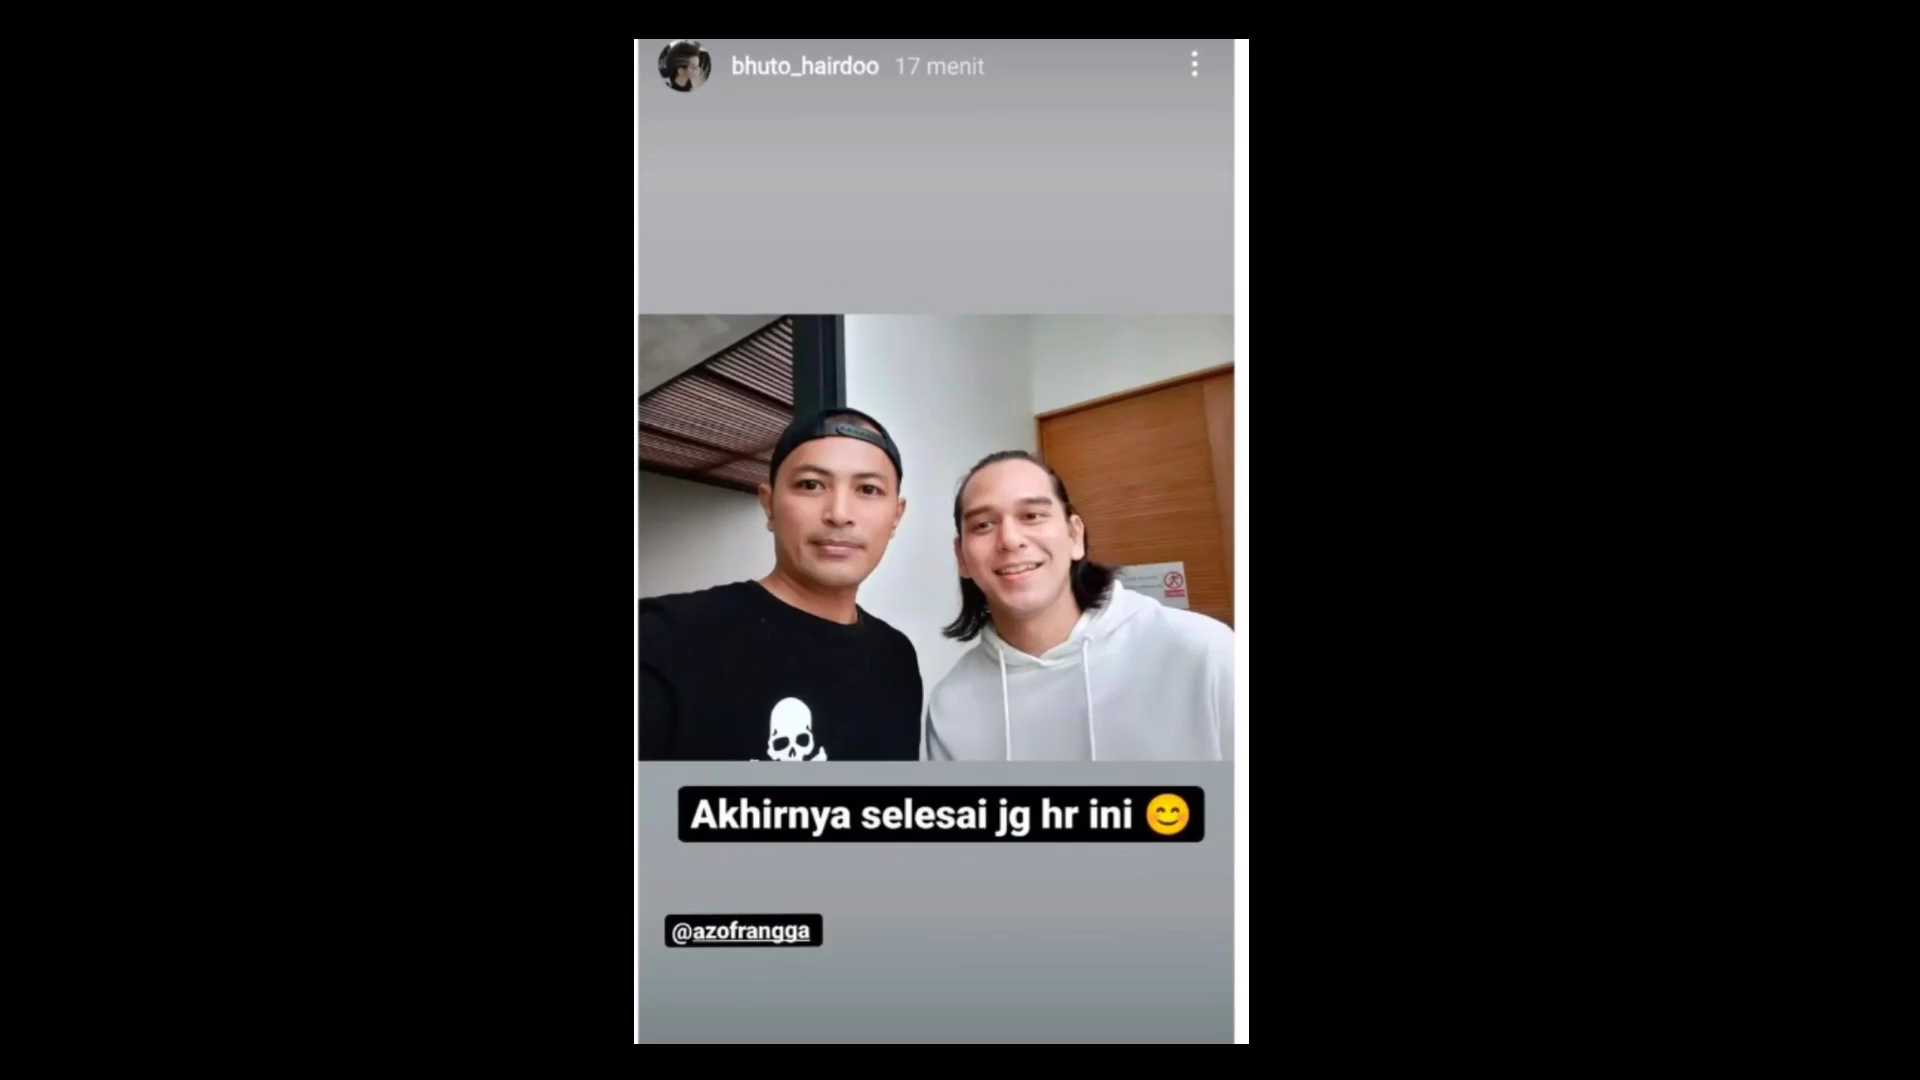 bhuto_hairdoo 17 menit
Akhirnya selesai jg hr ini 😊
@azofrangga